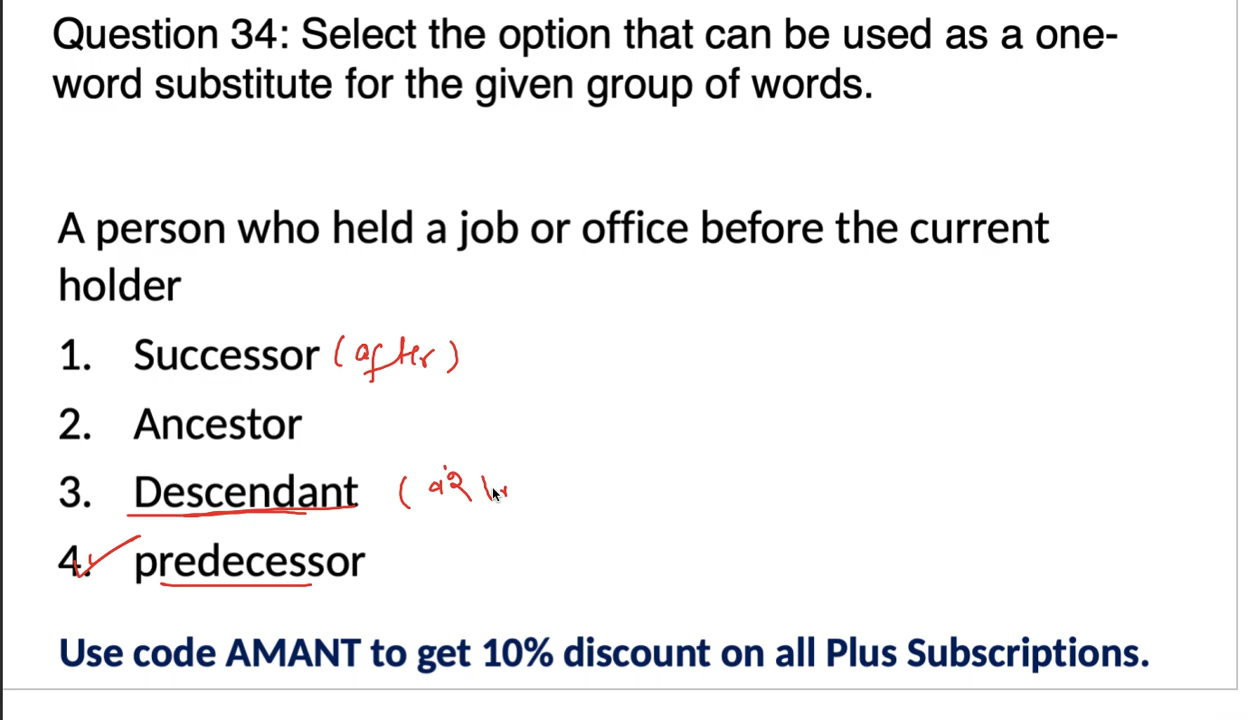 Question 34: Select the option that can be used as a one-
word substitute for the given group of words.
A person who held a job or office before the current
holder
1. Successor (after)
2. Ancestor
3. Descendant (
4. predecessor
Use code AMANT to get 10% discount on all Plus Subscriptions.